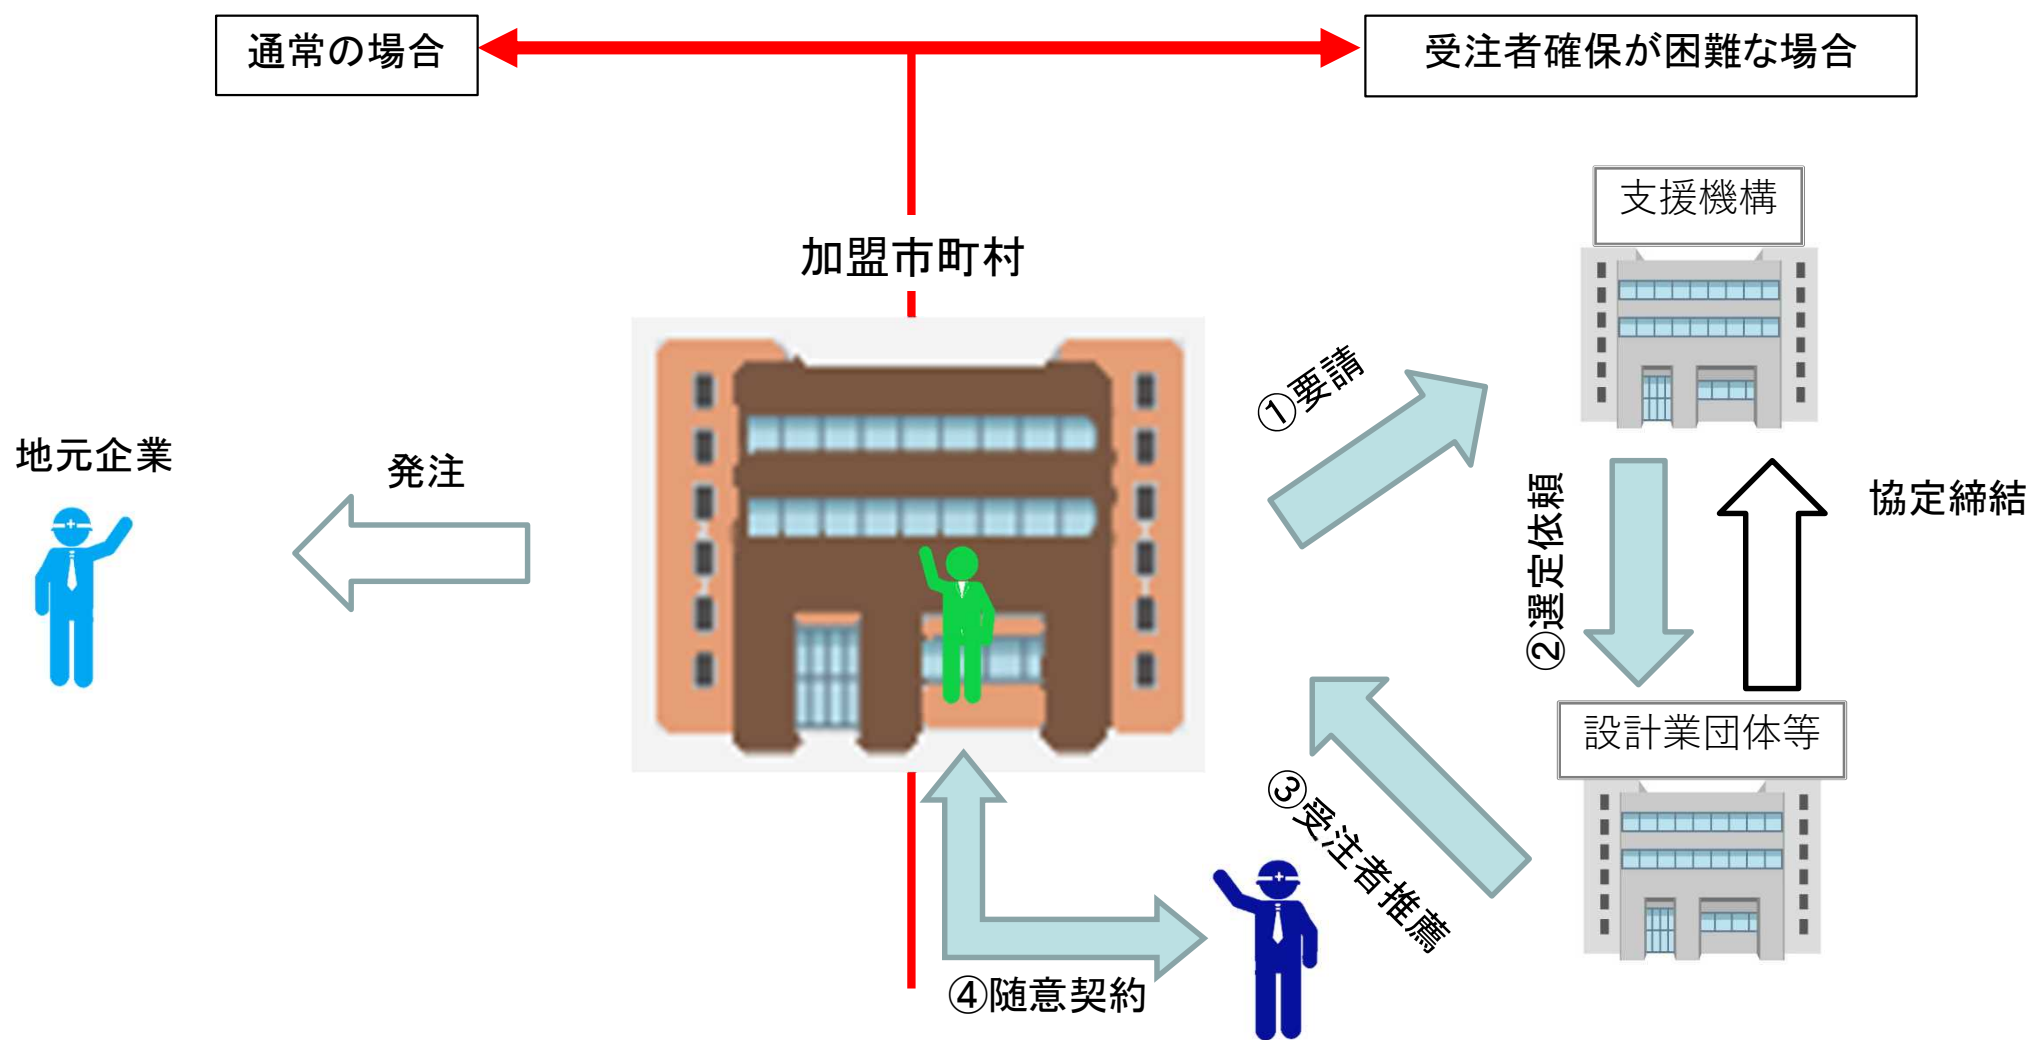 通常の場合
受注者確保が困難な場合
支援機構
加盟市町村
①要請
地元企業
発注
②選定依頼
協定締結
設計業団体等
③受注者推薦
④随意契約